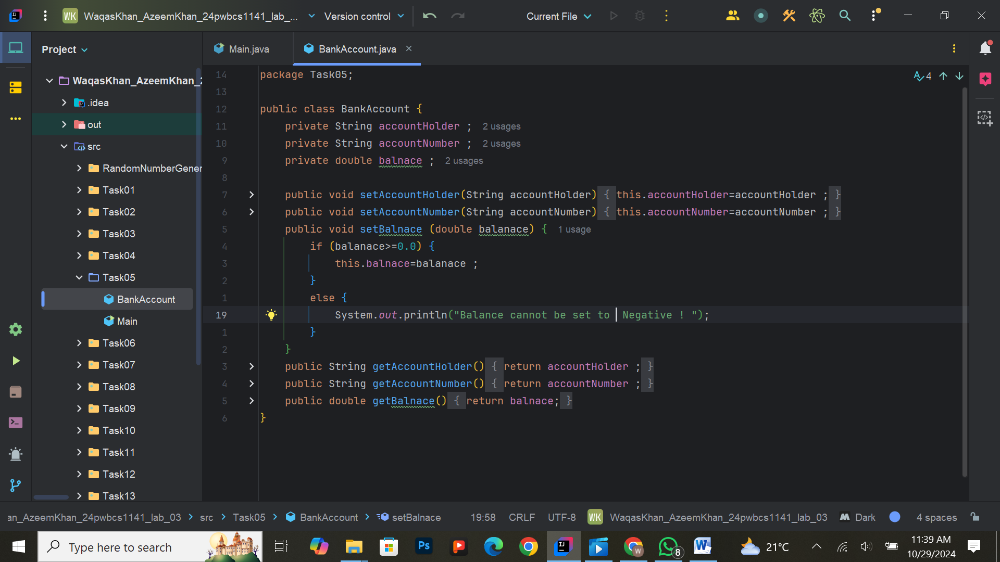 WK WaqasKhan_AzeemKhan_24pwbcs1141_lab_... Version control Current File
Project
Main.java BankAccount.java
WaqasKhan_AzeemKhan_2
.idea
out
src
RandomNumberGener
Task01
Task02
Task03
Task04
Task05
BankAccount
Main
Task06
Task07
Task08
Task09
Task10
Task11
Task12
Task13
4
14 package Task05;
13
12 public class BankAccount {
11 private String accountHolder ; 2 usages
10 private String accountNumber ; 2 usages
9 private double balnace ; 2 usages
8
7 public void setAccountHolder(String accountHolder) { this.accountHolder=accountHolder ; }
6 public void setAccountNumber(String accountNumber) { this.accountNumber=accountNumber ; }
5 public void setBalnace (double balanace) { 1 usage
4 if (balanace>=0.0) {
3 this.balnace=balanace ;
2 }
1 else {
19 System.out.println("Balance cannot be set to  Negative ! ");
1 }
2 }
3 public String getAccountHolder() { return accountHolder ; }
4 public String getAccountNumber() { return accountNumber ; }
5 public double getBalnace() { return balnace; }
6 }
an_AzeemKhan_24pwbcs1141_lab_03 src Task05 BankAccount setBalnace 19:58 CRLF UTF-8 WK WaqasKhan_AzeemKhan_24pwbcs1141_lab_03 Dark 4 spaces
Type here to search Ps 8 21°C 11:39 AM
10/29/2024